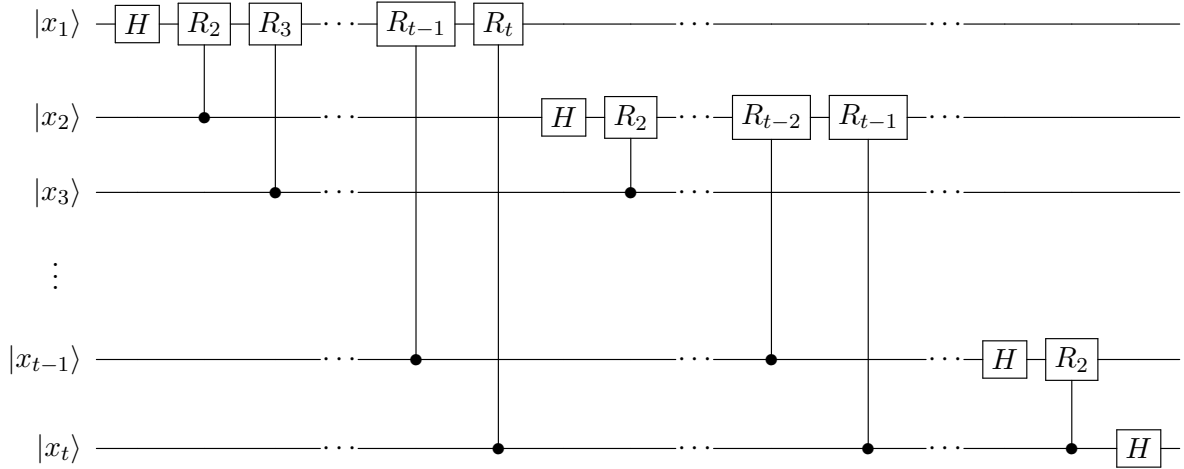 |x₁⟩ H R₂ R₃ ··· R_{t−1} R_t ···
|x₂⟩ ··· H R₂ ··· R_{t−2} R_{t−1} ···
|x₃⟩ ··· ··· ···
⋮
|x_{t−1}⟩ ··· ··· ··· H R₂
|x_t⟩ ··· ··· ··· H